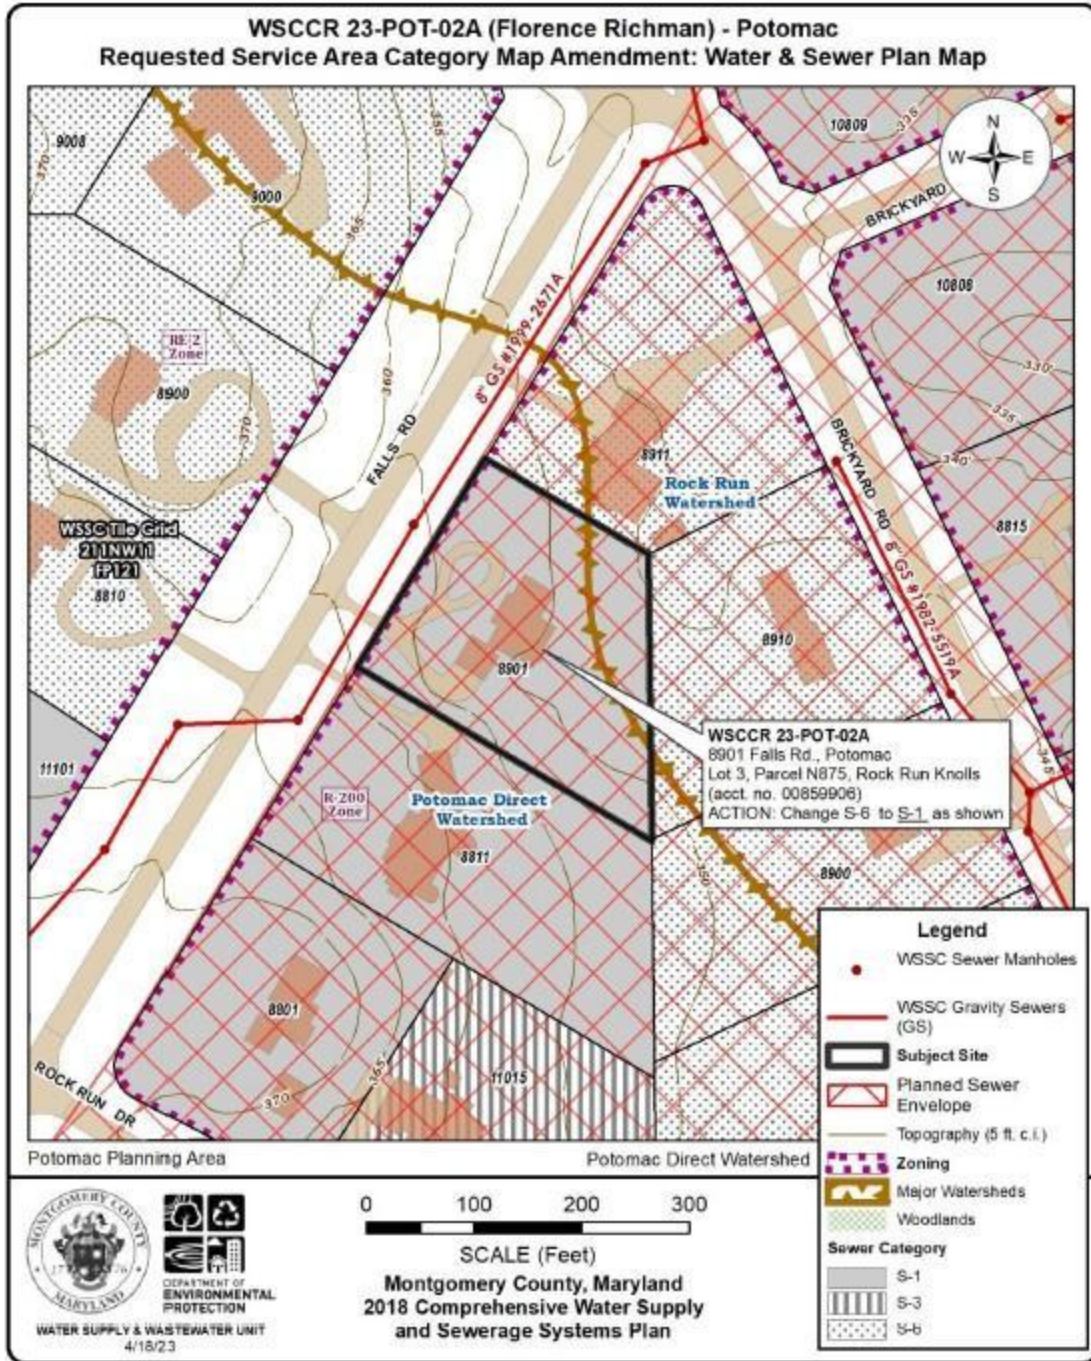 WSCCR 23-POT-02A (Florence Richman) - Potomac
Requested Service Area Category Map Amendment: Water & Sewer Plan Map
9008
370
9000
355
365
10809
335
N
W E
S
BRICKYARD
10808
RE-2
Zone
8900
370
360
FALLS RD
8" GS #1999-2671A
330'
335
340'
8911
Rock Run
Watershed
BRICKYARD RD
8" GS #1982-5519A
8815
WSSC Tile Grid
211NW11
FP121
8810
8901
8910
WSCCR 23-POT-02A
8901 Falls Rd., Potomac
Lot 3, Parcel N875, Rock Run Knolls
(acct. no. 00859906)
ACTION: Change S-6 to S-1 as shown
345'
11101
R-200
Zone
Potomac Direct
Watershed
8811
350
8900
8801
365'
11015
370
ROCK RUN DR
Legend
WSSC Sewer Manholes
WSSC Gravity Sewers
(GS)
Subject Site
Planned Sewer
Envelope
Topography (5 ft. c.i.)
Zoning
Major Watersheds
Woodlands
Sewer Category
S-1
S-3
S-6
Potomac Planning Area
Potomac Direct Watershed
MONTGOMERY COUNTY
MARYLAND
DEPARTMENT OF
ENVIRONMENTAL
PROTECTION
WATER SUPPLY & WASTEWATER UNIT
4/18/23
0 100 200 300
SCALE (Feet)
Montgomery County, Maryland
2018 Comprehensive Water Supply
and Sewerage Systems Plan